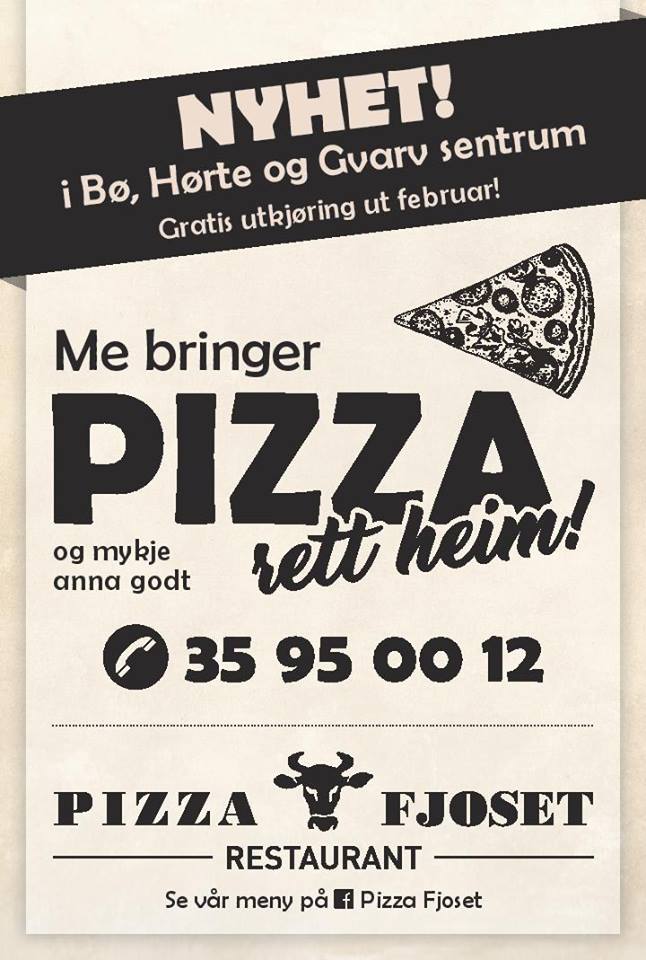 NYHET!
i Bø, Hørte og Gvarv sentrum
Gratis utkjøring ut februar!
Me bringer
PIZZA
rett heim!
og mykje
anna godt
35 95 00 12
PIZZA FJOSET
RESTAURANT
Se vår meny på f Pizza Fjoset